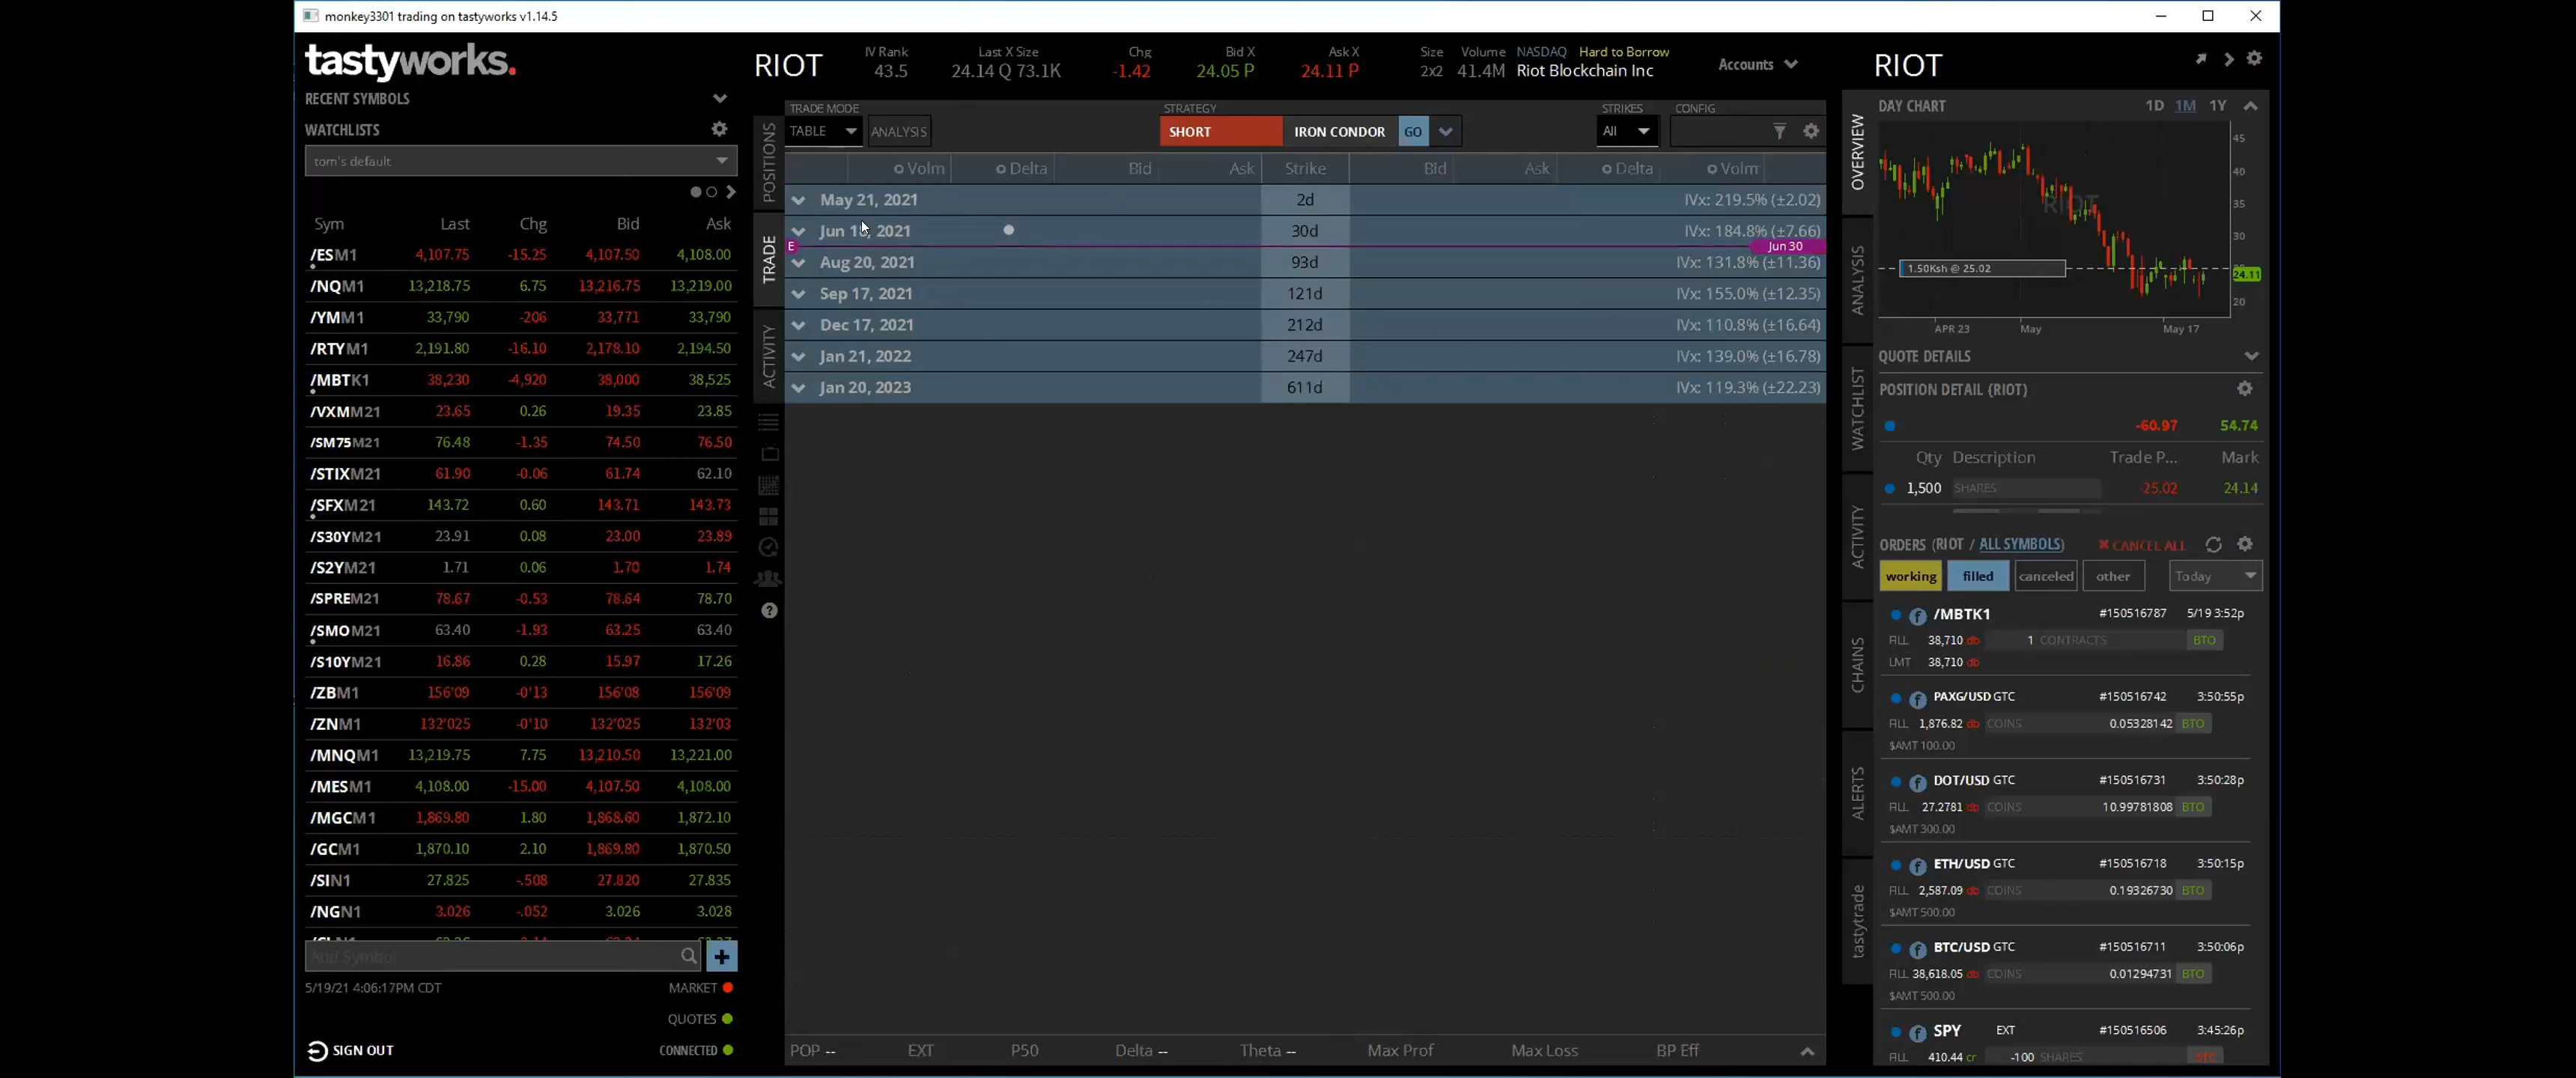 monkey3301 trading on tastyworks v1.14.5
tastyworks.
RECENT SYMBOLS
WATCHLISTS
tom's default
Sym Last Chg Bid Ask
/ESM1 4,107.75 -15.25 4,107.50 4,108.00
/NQM1 13,218.75 6.75 13,216.75 13,219.00
/YMM1 33,790 -206 33,771 33,790
/RTYM1 2,191.80 -16.10 2,178.10 2,194.50
/MBTK1 38,230 -4,920 38,000 38,525
/VXMM21 23.65 0.26 19.35 23.85
/SM75M21 76.48 -1.35 74.50 76.50
/STIXM21 61.90 -0.06 61.74 62.10
/SFXM21 143.72 0.60 143.71 143.73
/S30YM21 23.91 0.08 23.00 23.89
/S2YM21 1.71 0.06 1.70 1.74
/SPREM21 78.67 -0.53 78.64 78.70
/SMOM21 63.40 -1.93 63.25 63.40
/S10YM21 16.86 0.28 15.97 17.26
/ZBM1 156'09 -0'13 156'08 156'09
/ZNM1 132'025 -0'10 132'025 132'03
/MNQM1 13,219.75 7.75 13,210.50 13,221.00
/MESM1 4,108.00 -15.00 4,107.50 4,108.00
/MGCM1 1,869.80 1.80 1,868.60 1,872.10
/GCM1 1,870.10 2.10 1,869.80 1,870.50
/SIN1 27.825 -.508 27.820 27.835
/NGN1 3.026 -.052 3.026 3.028
Add Symbol
5/19/21 4:06:17PM CDT MARKET
QUOTES
SIGN OUT CONNECTED
RIOT
IV Rank Last X Size Chg Bid X Ask X Size Volume NASDAQ Hard to Borrow
43.5 24.14 Q 73.1K -1.42 24.05 P 24.11 P 2x2 41.4M Riot Blockchain Inc
Accounts
POSITIONS
TRADE
ACTIVITY
TRADE MODE STRATEGY STRIKES CONFIG
TABLE ANALYSIS SHORT IRON CONDOR GO All
Volm Delta Bid Ask Strike Bid Ask Delta Volm
May 21, 2021 2d IVx: 219.5% (±2.02)
Jun 18, 2021 30d IVx: 184.8% (±7.66)
E Jun 30
Aug 20, 2021 93d IVx: 131.8% (±11.36)
Sep 17, 2021 121d IVx: 155.0% (±12.35)
Dec 17, 2021 212d IVx: 110.8% (±16.64)
Jan 21, 2022 247d IVx: 139.0% (±16.78)
Jan 20, 2023 611d IVx: 119.3% (±22.23)
POP -- EXT P50 Delta -- Theta -- Max Prof Max Loss BP Eff
OVERVIEW
ANALYSIS
WATCHLIST
ACTIVITY
CHAINS
ALERTS
tastytrade
RIOT
DAY CHART 1D 1M 1Y
RIOT
45
40
35
30
20
1.50Ksh @ 25.02
24.11
APR 23 May May 17
QUOTE DETAILS
POSITION DETAIL (RIOT)
-60.97 54.74
Qty Description Trade P... Mark
1,500 SHARES -25.02 24.14
ORDERS (RIOT / ALL SYMBOLS) CANCEL ALL
working filled canceled other Today
/MBTK1 #150516787 5/19 3:52p
FILL 38,710 db 1 CONTRACTS BTO
LMT 38,710 db
PAXG/USD GTC #150516742 3:50:55p
FILL 1,876.82 db COINS 0.05328142 BTO
$AMT 100.00
DOT/USD GTC #150516731 3:50:28p
FILL 27.2781 db COINS 10.99781808 BTO
$AMT 300.00
ETH/USD GTC #150516718 3:50:15p
FILL 2,587.09 db COINS 0.19326730 BTO
$AMT 500.00
BTC/USD GTC #150516711 3:50:06p
FILL 38,618.05 db COINS 0.01294731 BTO
$AMT 500.00
SPY EXT #150516506 3:45:26p
FILL 410.44 cr -100 SHARES STC